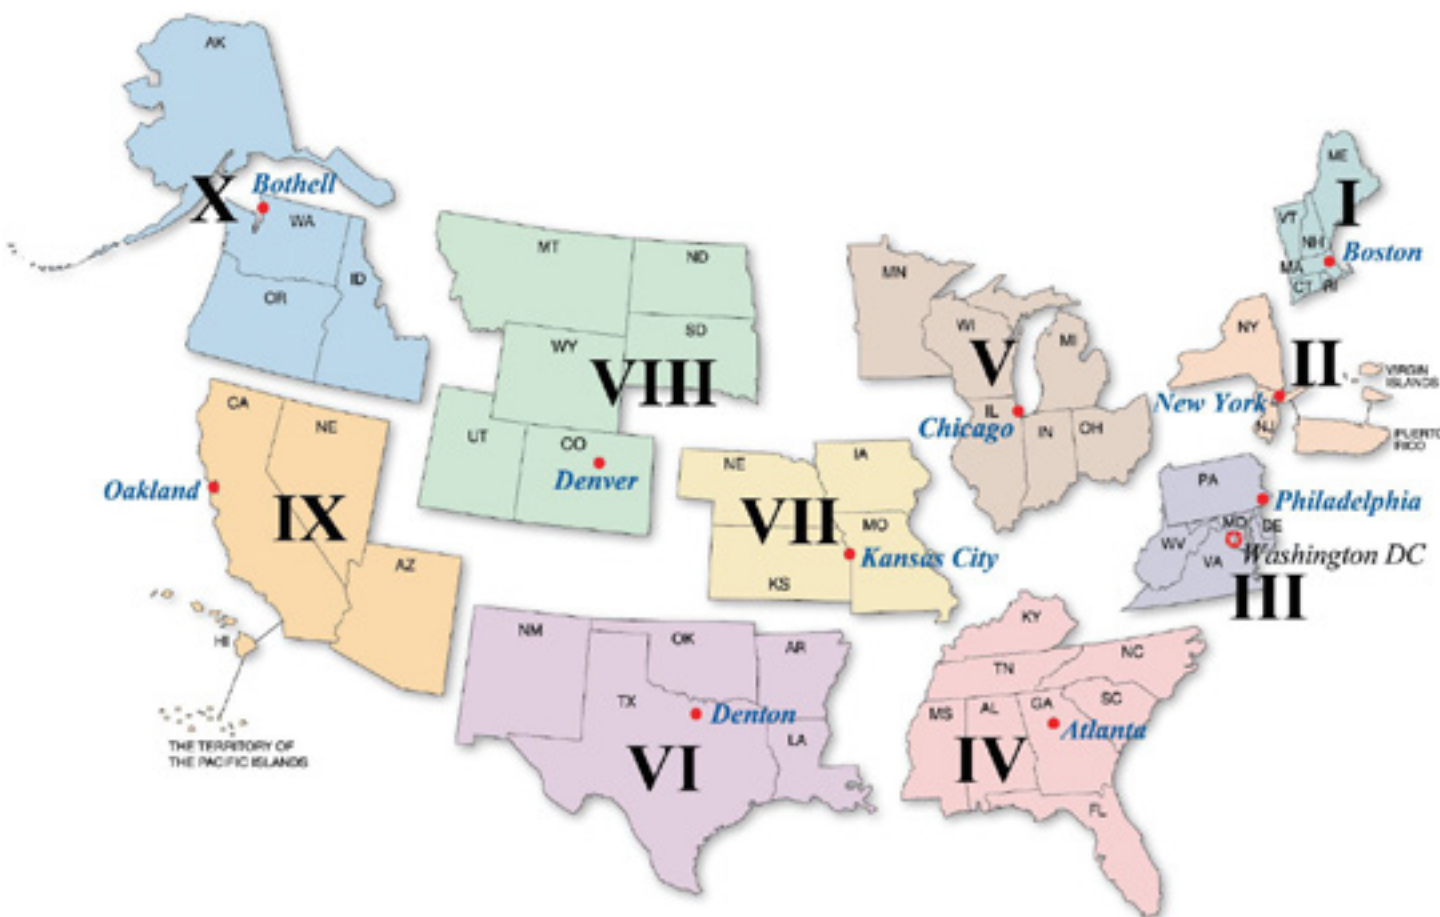 AK
X
Bothell
WA
OR
ID
MT
ND
SD
WY
VIII
UT
CO
Denver
CA
NE
Oakland
IX
AZ
HI
THE TERRITORY OF
THE PACIFIC ISLANDS
MN
WI
MI
V
IL
Chicago
IN
OH
NE
IA
VII
MO
Kansas City
KS
NM
OK
AR
TX
Denton
LA
VI
ME
I
VT
NH
Boston
MA
CT
RI
NY
II
VIRGIN
ISLANDS
New York
NJ
PUERTO
RICO
PA
Philadelphia
MD
DE
WV
VA
Washington DC
III
KY
TN
NC
SC
MS
AL
GA
Atlanta
IV
FL